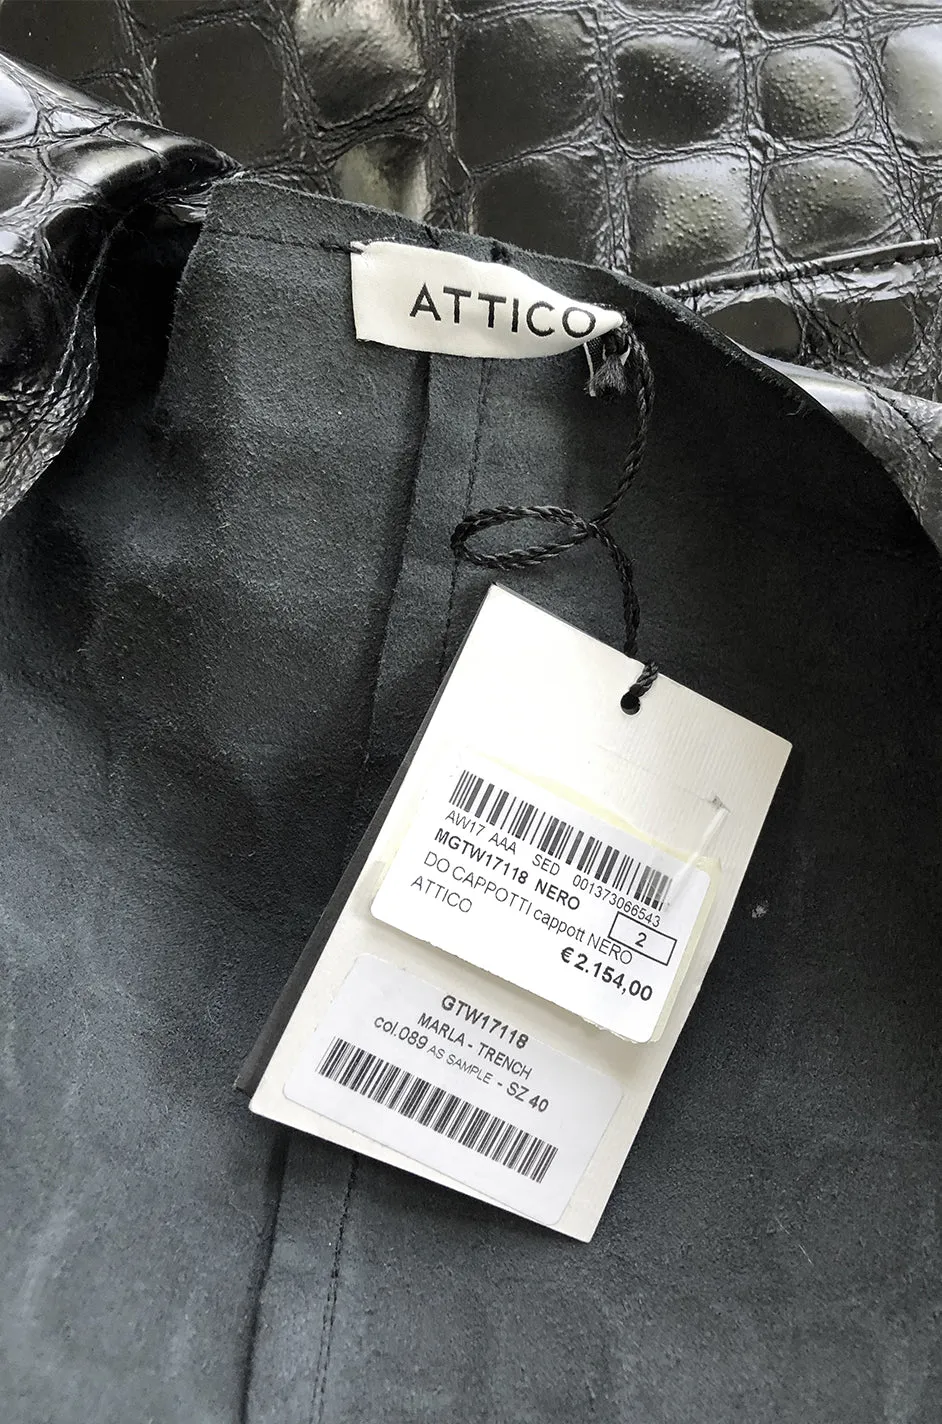 ATTICO
AW17 AAA SED 001373066543
MGTW17118 NERO
2
DO CAPPOTTI cappott NERO
ATTICO
€2.154,00
GTW17118
MARLA - TRENCH
col.089 AS SAMPLE - SZ 40